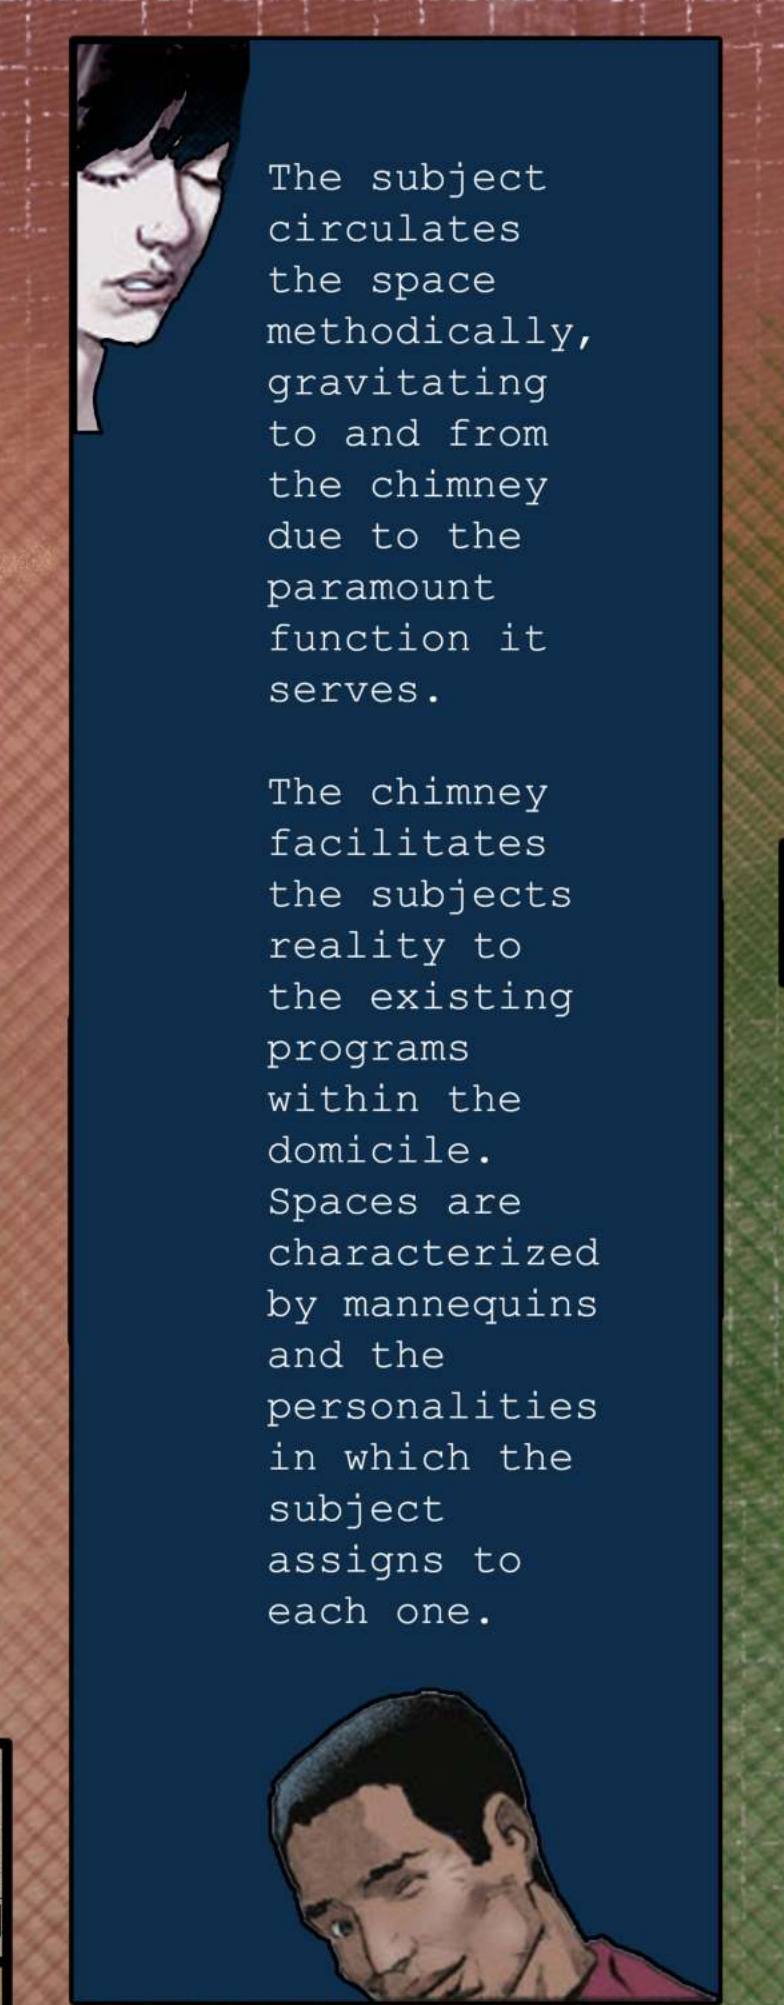 The subject
circulates
the space
methodically,
gravitating
to and from
the chimney
due to the
paramount
function it
serves.
The chimney
facilitates
the subjects
reality to
the existing
programs
within the
domicile.
Spaces are
characterized
by mannequins
and the
personalities
in which the
subject
assigns to
each one.